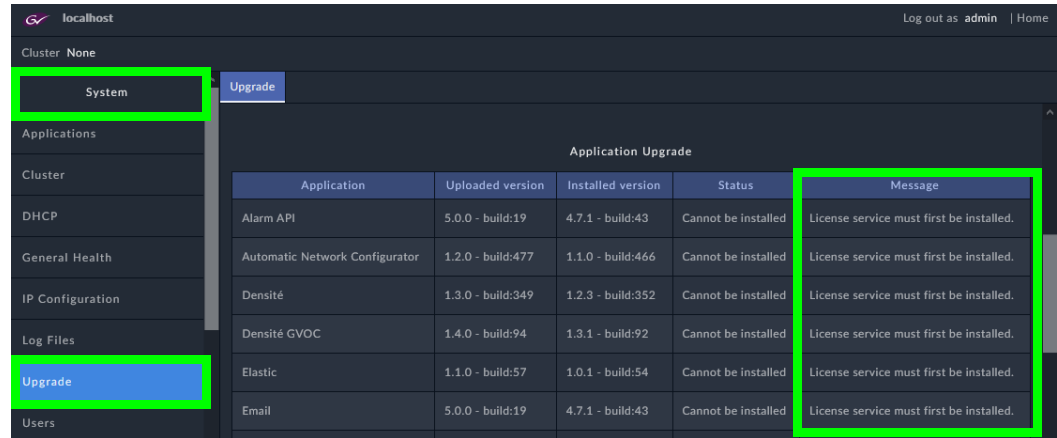 GV localhost Log out as admin | Home
Cluster None
System
Upgrade
Applications
Cluster
DHCP
General Health
IP Configuration
Log Files
Upgrade
Users
Application Upgrade
Application Uploaded version Installed version Status Message
Alarm API 5.0.0 - build:19 4.7.1 - build:43 Cannot be installed License service must first be installed.
Automatic Network Configurator 1.2.0 - build:477 1.1.0 - build:466 Cannot be installed License service must first be installed.
Densité 1.3.0 - build:349 1.2.3 - build:352 Cannot be installed License service must first be installed.
Densité GVOC 1.4.0 - build:94 1.3.1 - build:92 Cannot be installed License service must first be installed.
Elastic 1.1.0 - build:57 1.0.1 - build:54 Cannot be installed License service must first be installed.
Email 5.0.0 - build:19 4.7.1 - build:43 Cannot be installed License service must first be installed.